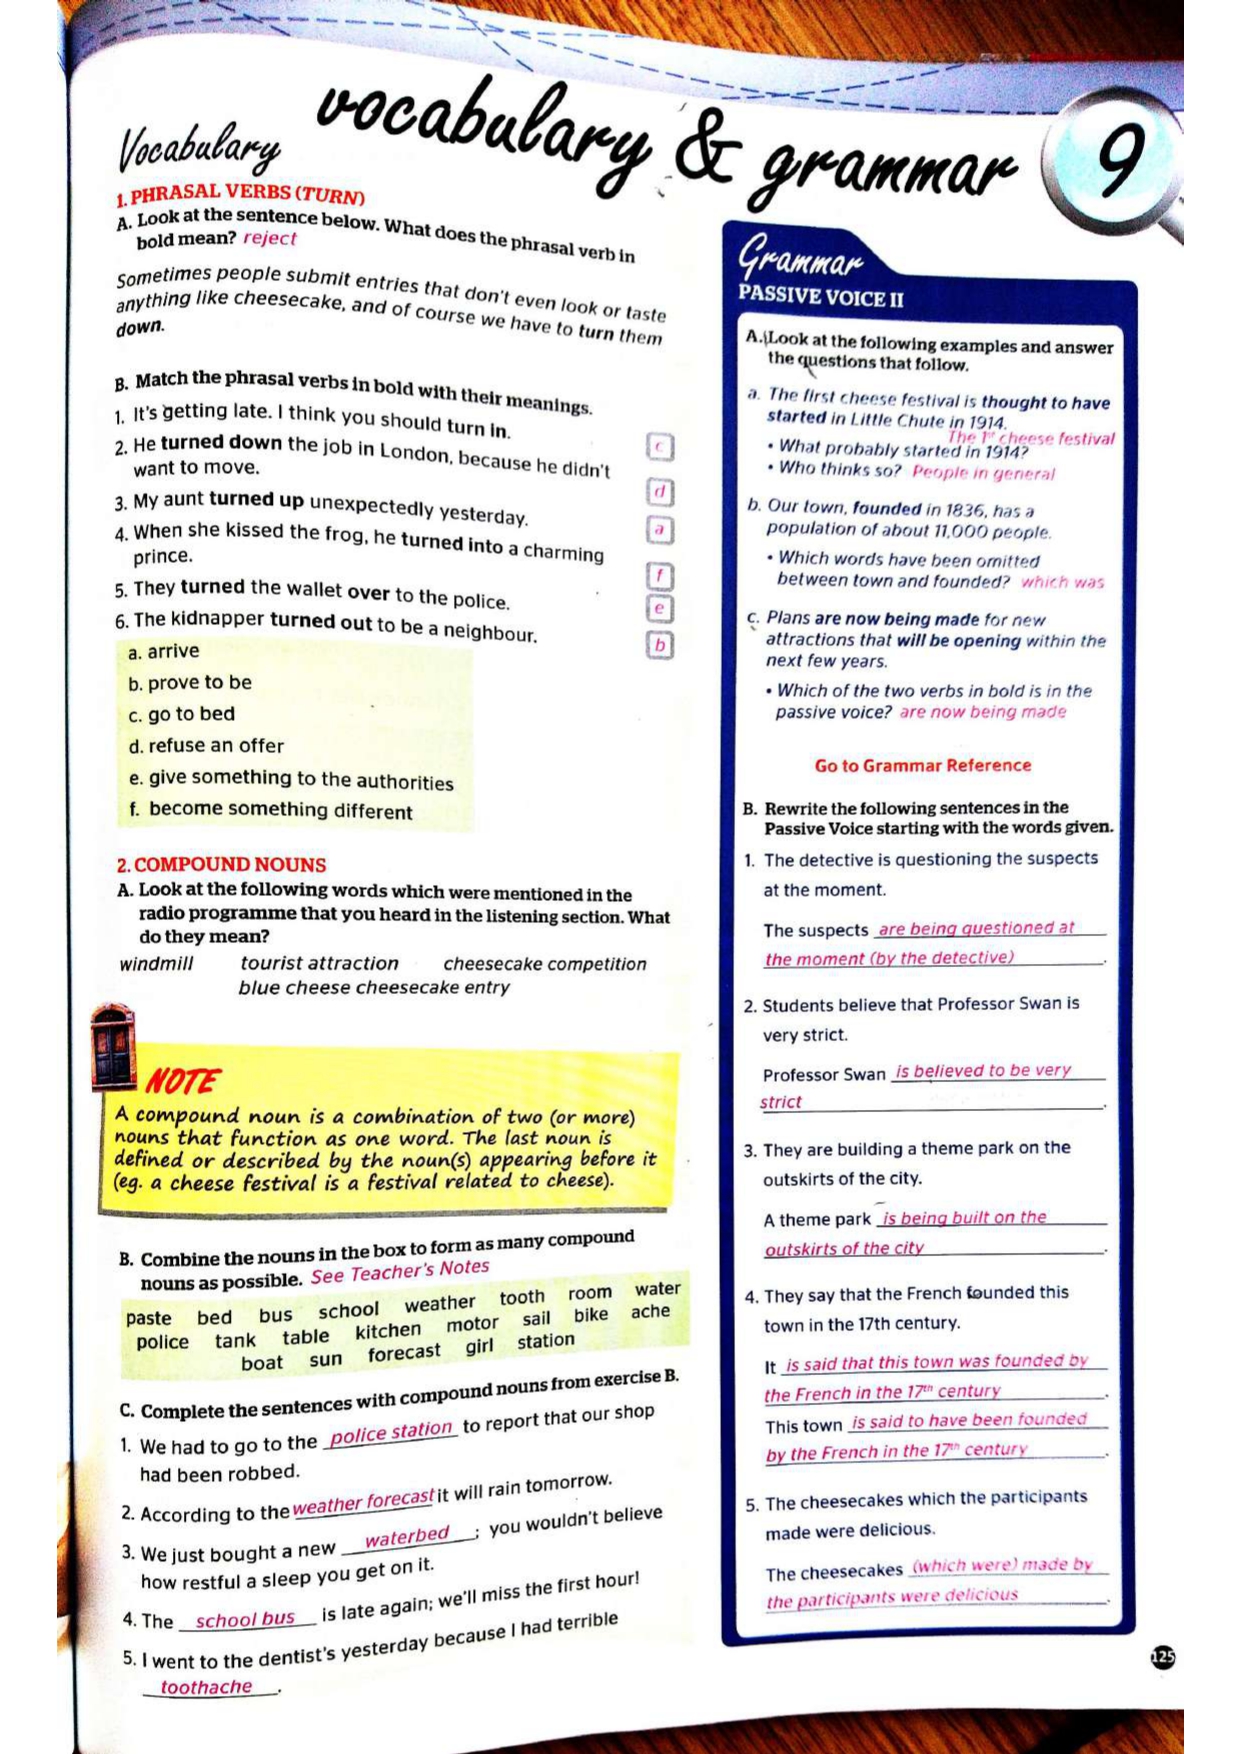 vocabulary & grammar
9
Vocabulary
1. PHRASAL VERBS (TURN)
A. Look at the sentence below. What does the phrasal verb in
bold mean? reject
Sometimes people submit entries that don't even look or taste
anything like cheesecake, and of course we have to turn them
down.
B. Match the phrasal verbs in bold with their meanings.
1. It's getting late. I think you should turn in.
c
2. He turned down the job in London, because he didn't
want to move.
d
3. My aunt turned up unexpectedly yesterday.
a
4. When she kissed the frog, he turned into a charming
prince.
f
5. They turned the wallet over to the police.
e
6. The kidnapper turned out to be a neighbour.
b
a. arrive
b. prove to be
c. go to bed
d. refuse an offer
e. give something to the authorities
f. become something different
2. COMPOUND NOUNS
A. Look at the following words which were mentioned in the
radio programme that you heard in the listening section. What
do they mean?
windmill tourist attraction cheesecake competition
blue cheese cheesecake entry
NOTE
A compound noun is a combination of two (or more)
nouns that function as one word. The last noun is
defined or described by the noun(s) appearing before it
(eg. a cheese festival is a festival related to cheese).
B. Combine the nouns in the box to form as many compound
nouns as possible. See Teacher's Notes
paste bed bus school weather tooth room water
police tank table kitchen motor sail bike ache
boat sun forecast girl station
C. Complete the sentences with compound nouns from exercise B.
1. We had to go to the police station to report that our shop
had been robbed.
2. According to the weather forecast it will rain tomorrow.
3. We just bought a new waterbed ; you wouldn't believe
how restful a sleep you get on it.
4. The school bus is late again; we'll miss the first hour!
5. I went to the dentist's yesterday because I had terrible
toothache .
Grammar
PASSIVE VOICE II
A. Look at the following examples and answer
the questions that follow.
a. The first cheese festival is thought to have
started in Little Chute in 1914.
The 1st cheese festival
• What probably started in 1914?
• Who thinks so? People in general
b. Our town, founded in 1836, has a
population of about 11,000 people.
• Which words have been omitted
between town and founded? which was
c. Plans are now being made for new
attractions that will be opening within the
next few years.
• Which of the two verbs in bold is in the
passive voice? are now being made
Go to Grammar Reference
B. Rewrite the following sentences in the
Passive Voice starting with the words given.
1. The detective is questioning the suspects
at the moment.
The suspects are being questioned at
the moment (by the detective) .
2. Students believe that Professor Swan is
very strict.
Professor Swan is believed to be very
strict .
3. They are building a theme park on the
outskirts of the city.
A theme park is being built on the
outskirts of the city .
4. They say that the French founded this
town in the 17th century.
It is said that this town was founded by
the French in the 17th century .
This town is said to have been founded
by the French in the 17th century .
5. The cheesecakes which the participants
made were delicious.
The cheesecakes (which were) made by
the participants were delicious .
125